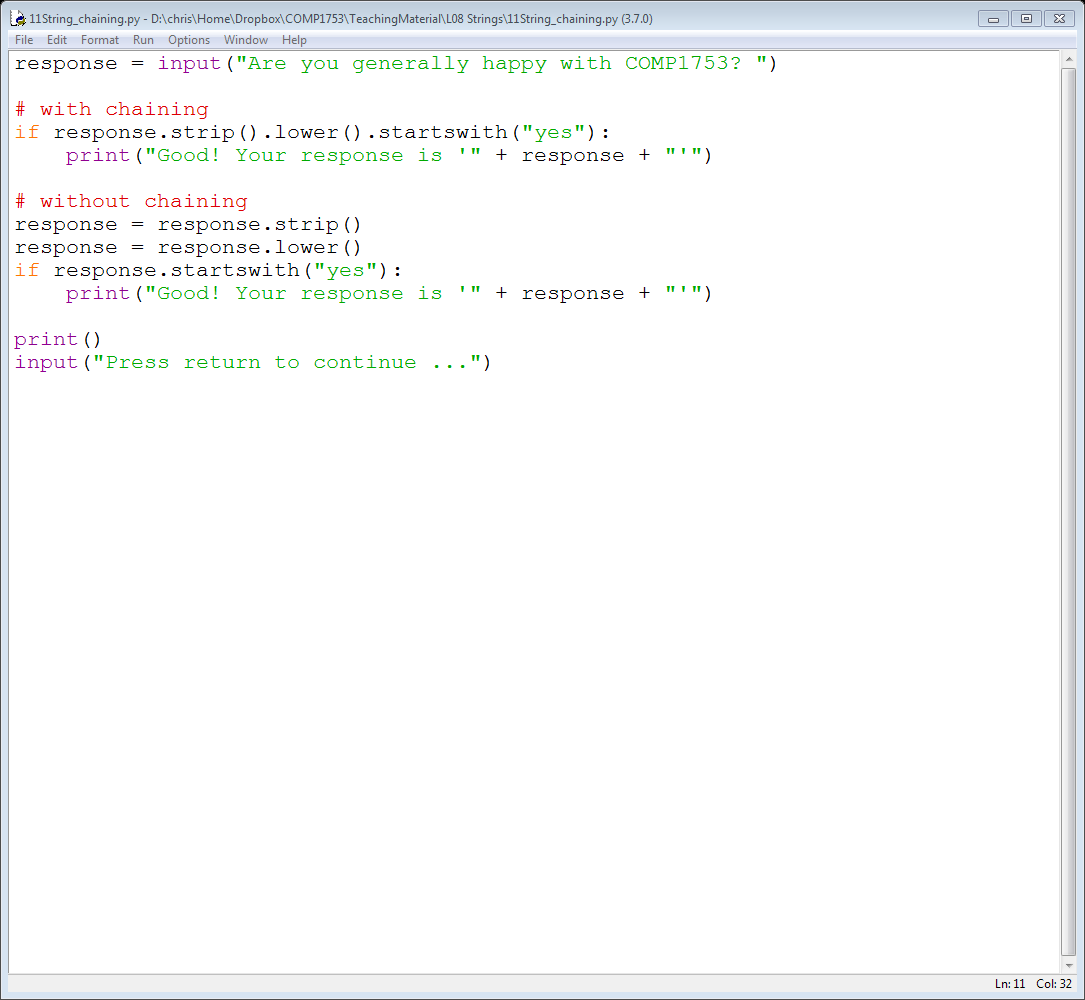 11String_chaining.py - D:\chris\Home\Dropbox\COMP1753\TeachingMaterial\L08 Strings\11String_chaining.py (3.7.0)
File Edit Format Run Options Window Help
response = input("Are you generally happy with COMP1753? ")

# with chaining
if response.strip().lower().startswith("yes"):
    print("Good! Your response is '" + response + "'")

# without chaining
response = response.strip()
response = response.lower()
if response.startswith("yes"):
    print("Good! Your response is '" + response + "'")

print()
input("Press return to continue ...")
Ln: 11 Col: 32